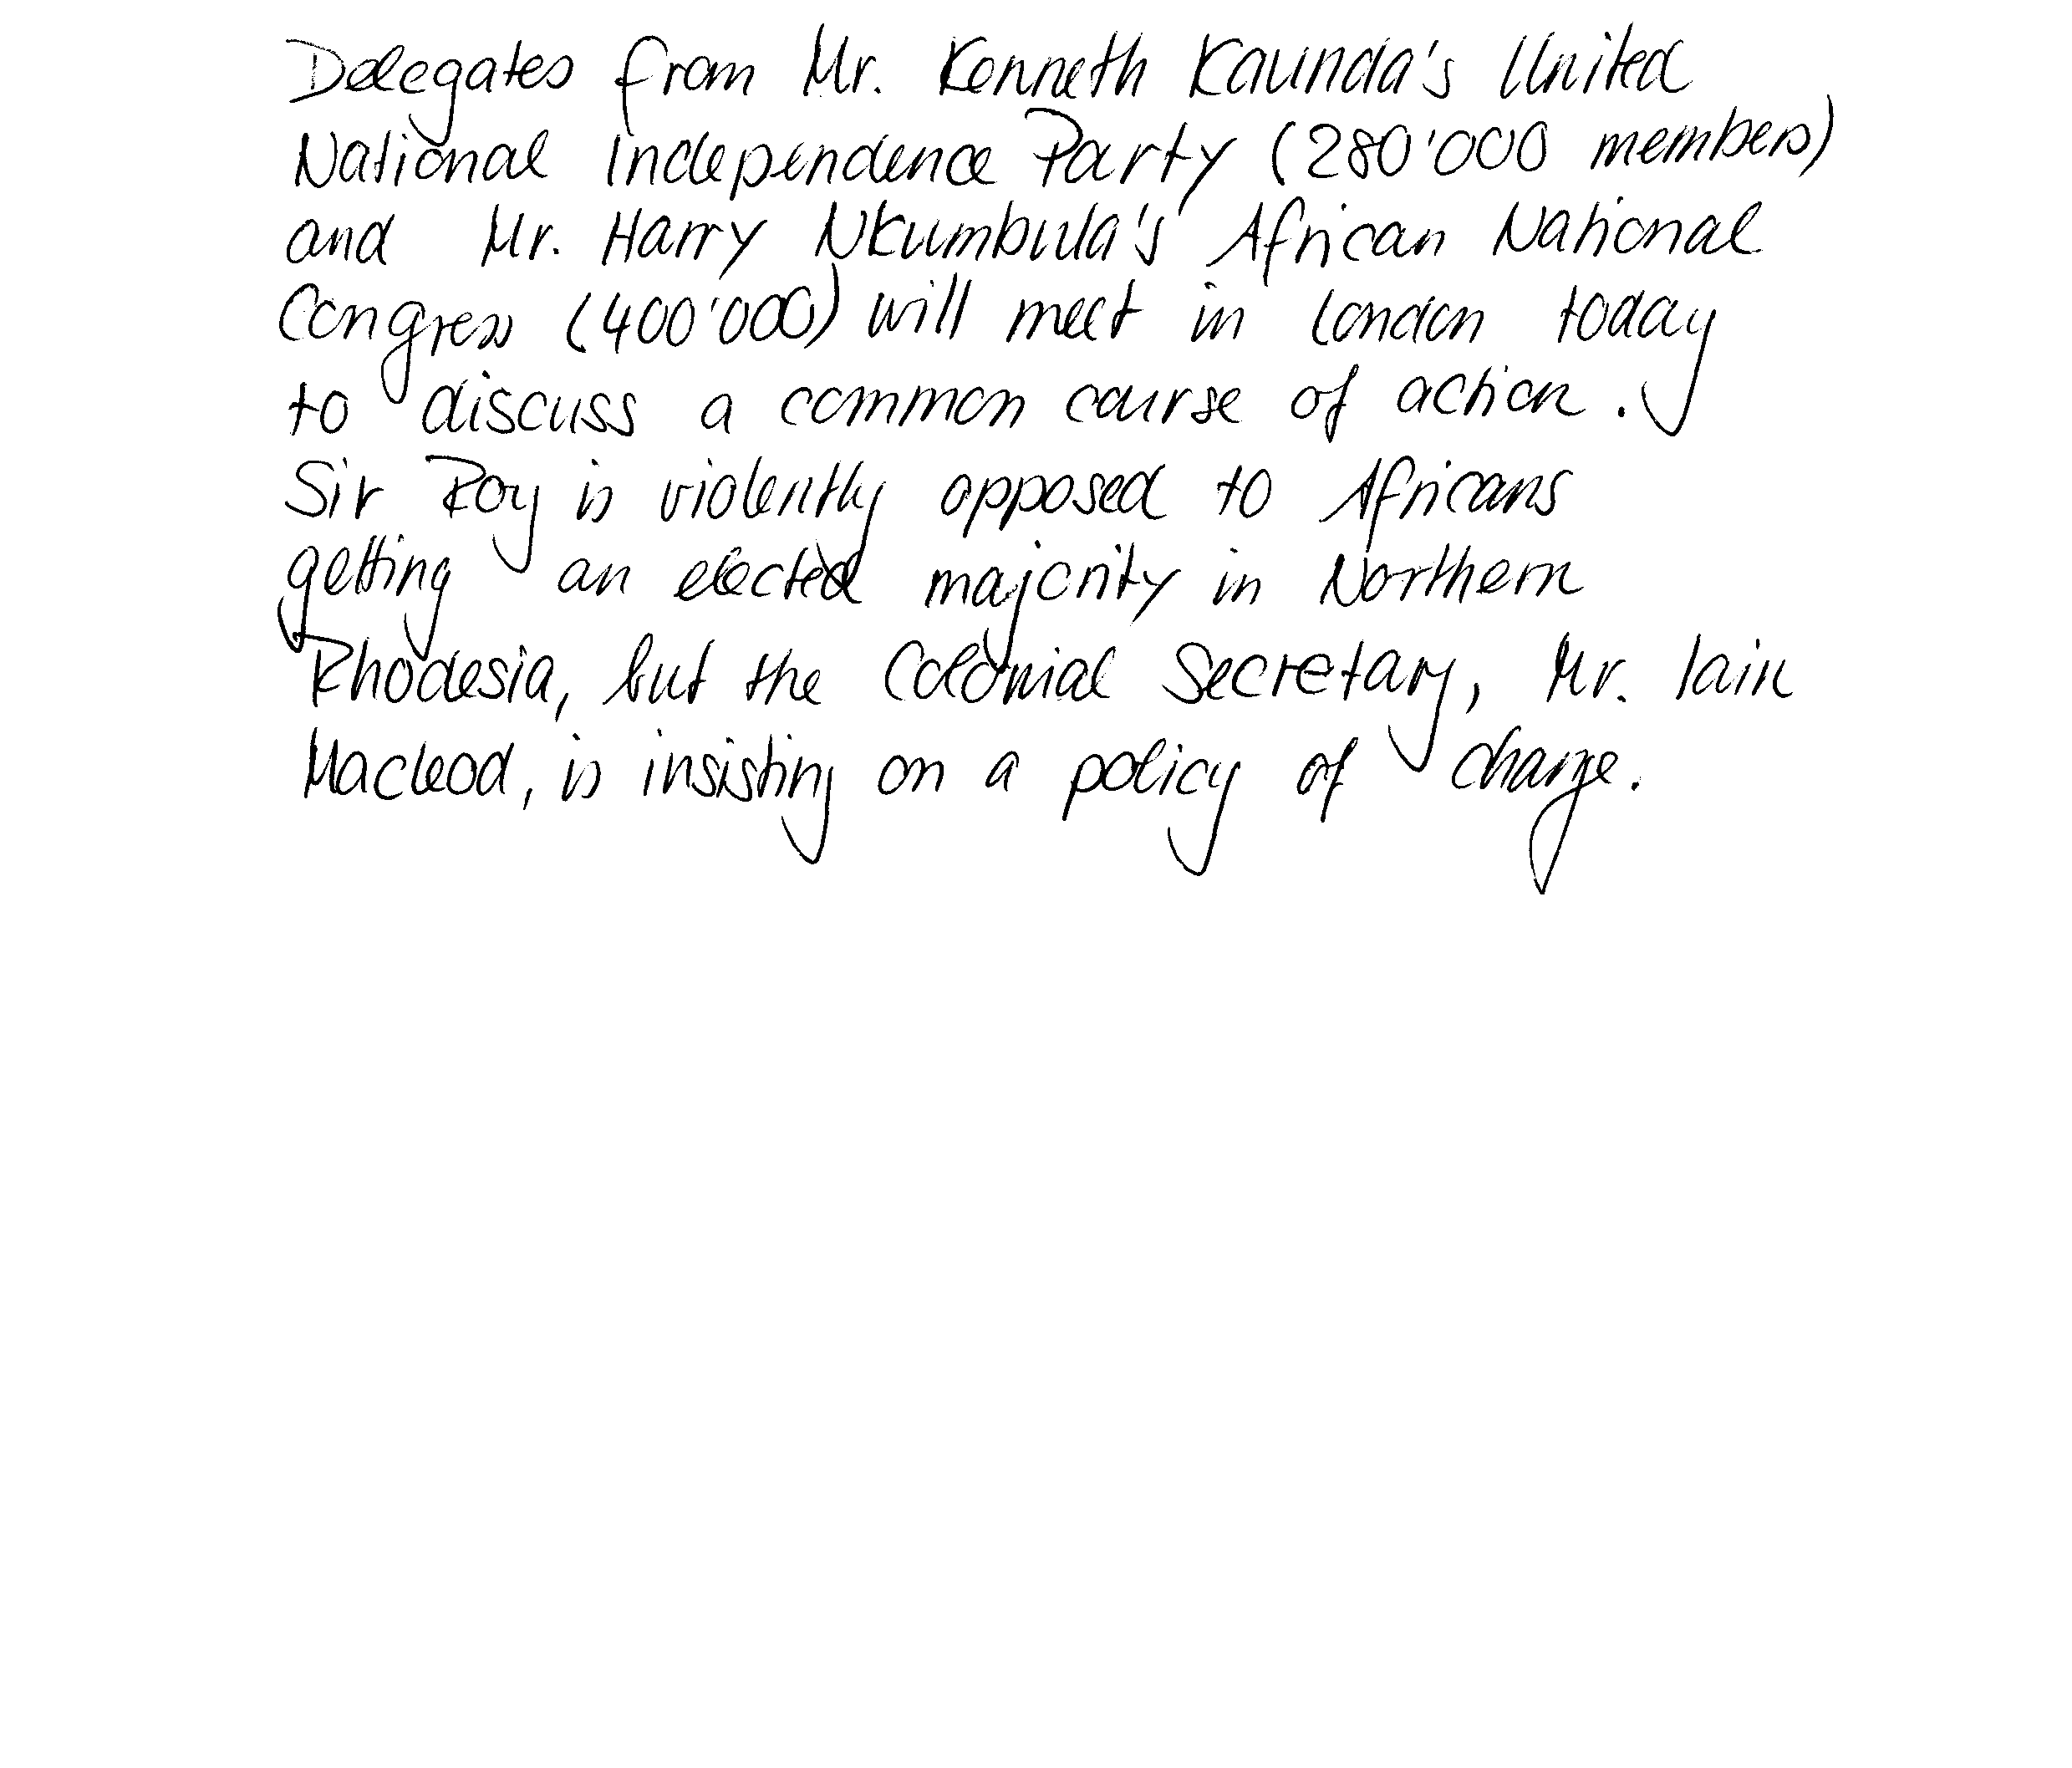 Delegates from Mr. Kenneth Kaunda's United
National Independence Party (280'000 members)
and Mr. Harry Nkumbula's African National
Congress (400'000) will meet in London today
to discuss a common course of action.
Sir Roy is violently opposed to Africans
getting an elected majority in Northern
Rhodesia, but the Colonial Secretary, Mr. Iain
Macleod, is insisting on a policy of change.